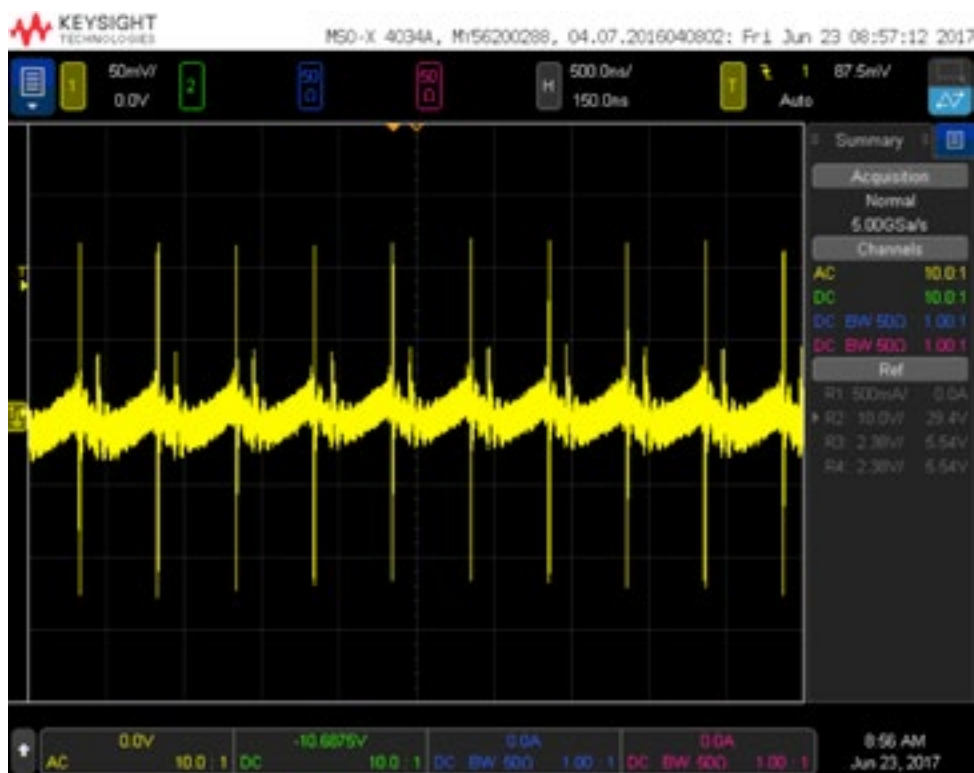 KEYSIGHT
TECHNOLOGIES
MSO-X 4034A, MY56200288, 04.07.2016040802: Fri Jun 23 08:57:12 2017
1 50mV/ 2 50Ω 50Ω H 500.0ns/ T 1 87.5mV
0.0V 150.0ns Auto
Summary
Acquisition
Normal
5.00GSa/s
Channels
AC 10.0:1
DC 10.0:1
DC BW 50Ω 1.00:1
DC BW 50Ω 1.00:1
Ref
R1: 500mA/ 0.0A
R2: 10.0V/ 29.4V
R3: 2.38V/ 5.54V
R4: 2.38V/ 5.54V
T
0.0V -10.6875V 0.0A 0.0A 8:56 AM
AC 10.0 : 1 DC 10.0 : 1 DC BW 50Ω 1.00 : 1 DC BW 50Ω 1.00 : 1 Jun 23, 2017